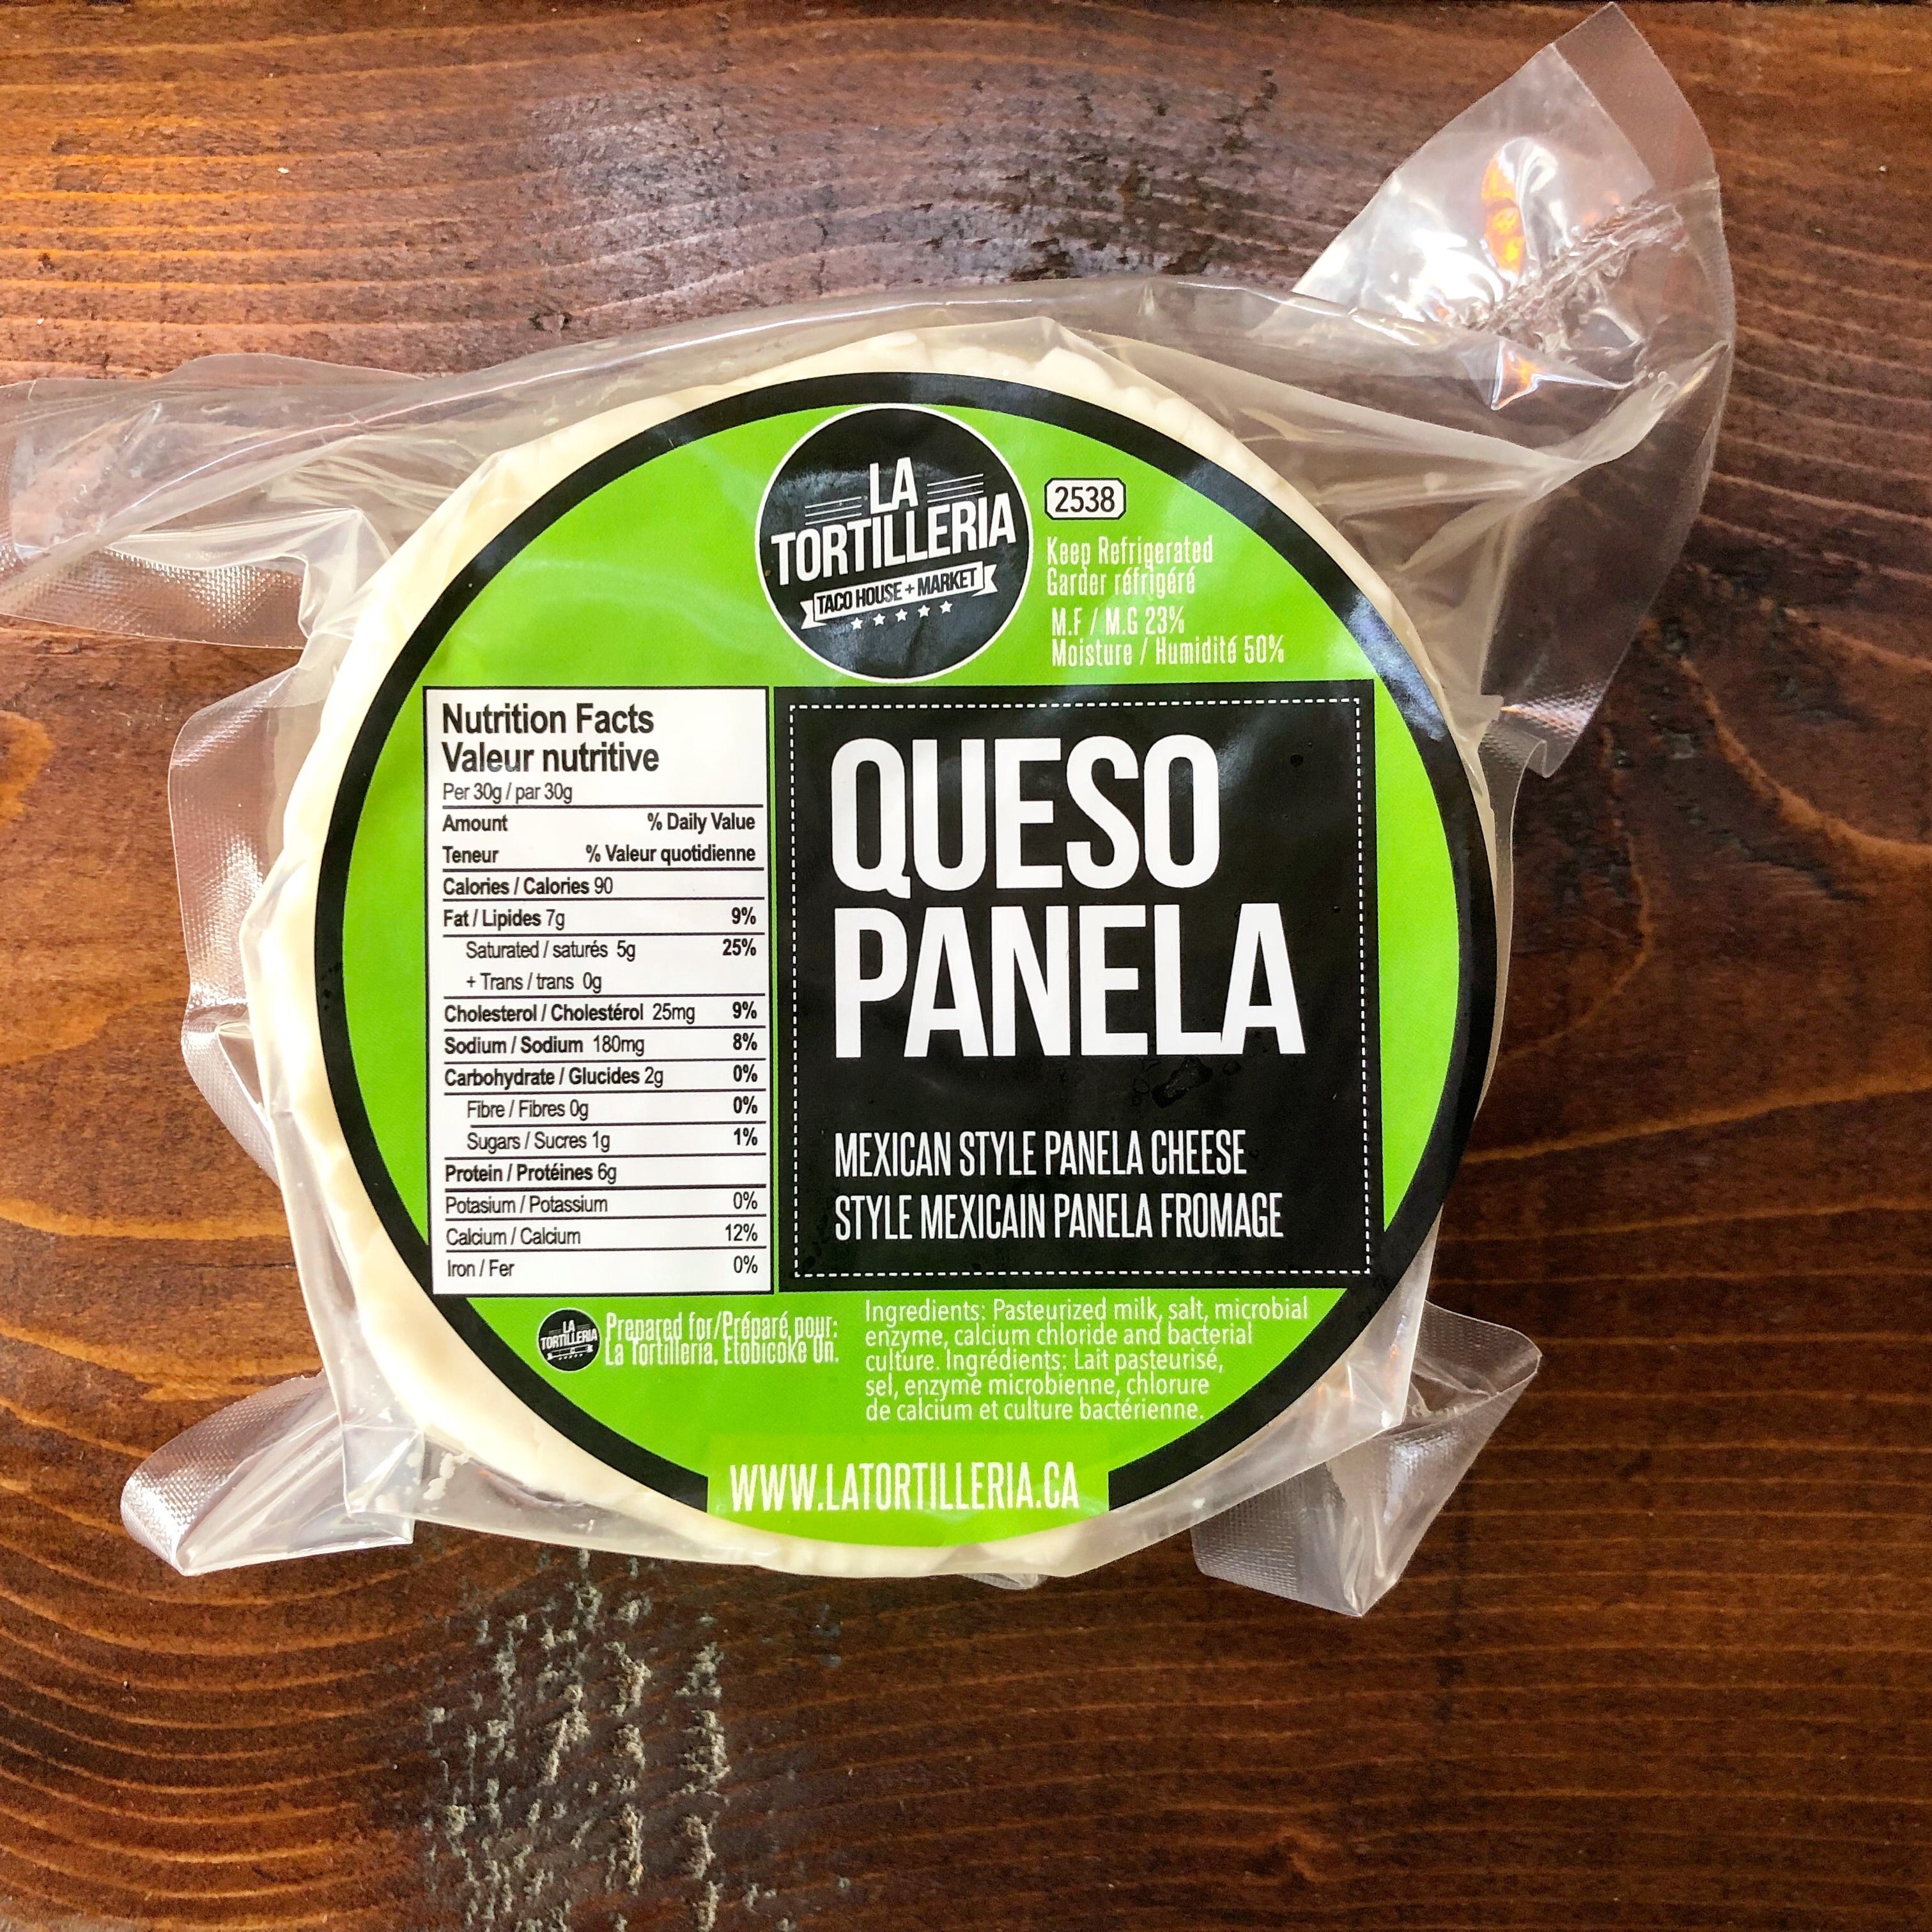 LA
TORTILLERIA
TACO HOUSE + MARKET
2538
Keep Refrigerated
Garder réfrigéré
M.F / M.G 23%
Moisture / Humidité 50%
Nutrition Facts
Valeur nutritive
Per 30g / par 30g
Amount % Daily Value
Teneur % Valeur quotidienne
Calories / Calories 90
Fat / Lipides 7g 9%
Saturated / saturés 5g 25%
+ Trans / trans 0g
Cholesterol / Cholestérol 25mg 9%
Sodium / Sodium 180mg 8%
Carbohydrate / Glucides 2g 0%
Fibre / Fibres 0g 0%
Sugars / Sucres 1g 1%
Protein / Protéines 6g
Potasium / Potassium 0%
Calcium / Calcium 12%
Iron / Fer 0%
QUESO
PANELA
MEXICAN STYLE PANELA CHEESE
STYLE MEXICAIN PANELA FROMAGE
LA
TORTILLERIA
Prepared for/Préparé pour:
La Tortilleria, Etobicoke On.
Ingredients: Pasteurized milk, salt, microbial
enzyme, calcium chloride and bacterial
culture. Ingrédients: Lait pasteurisé,
sel, enzyme microbienne, chlorure
de calcium et culture bactérienne.
WWW.LATORTILLERIA.CA